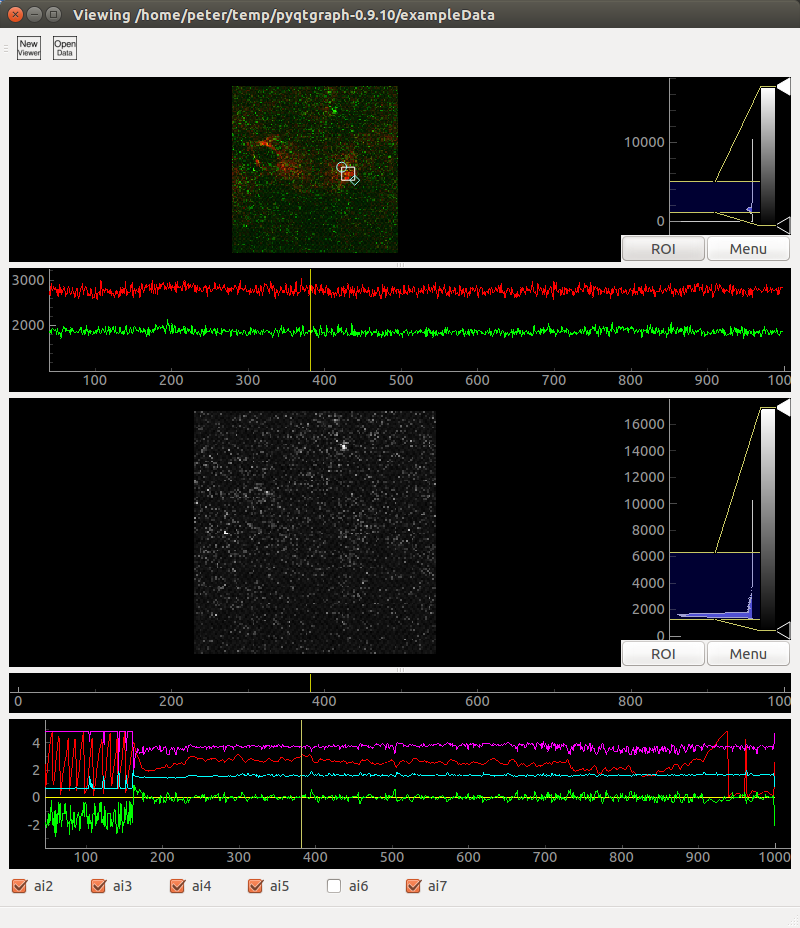 Viewing /home/peter/temp/pyqtgraph-0.9.10/exampleData
New Viewer
Open Data
10000
0
ROI Menu
3000
2000
100 200 300 400 500 600 700 800 900 100
16000
14000
12000
10000
8000
6000
4000
2000
0
ROI Menu
0 200 400 600 800 100
4
2
0
-2
100 200 300 400 500 600 700 800 900 1000
ai2 ai3 ai4 ai5 ai6 ai7